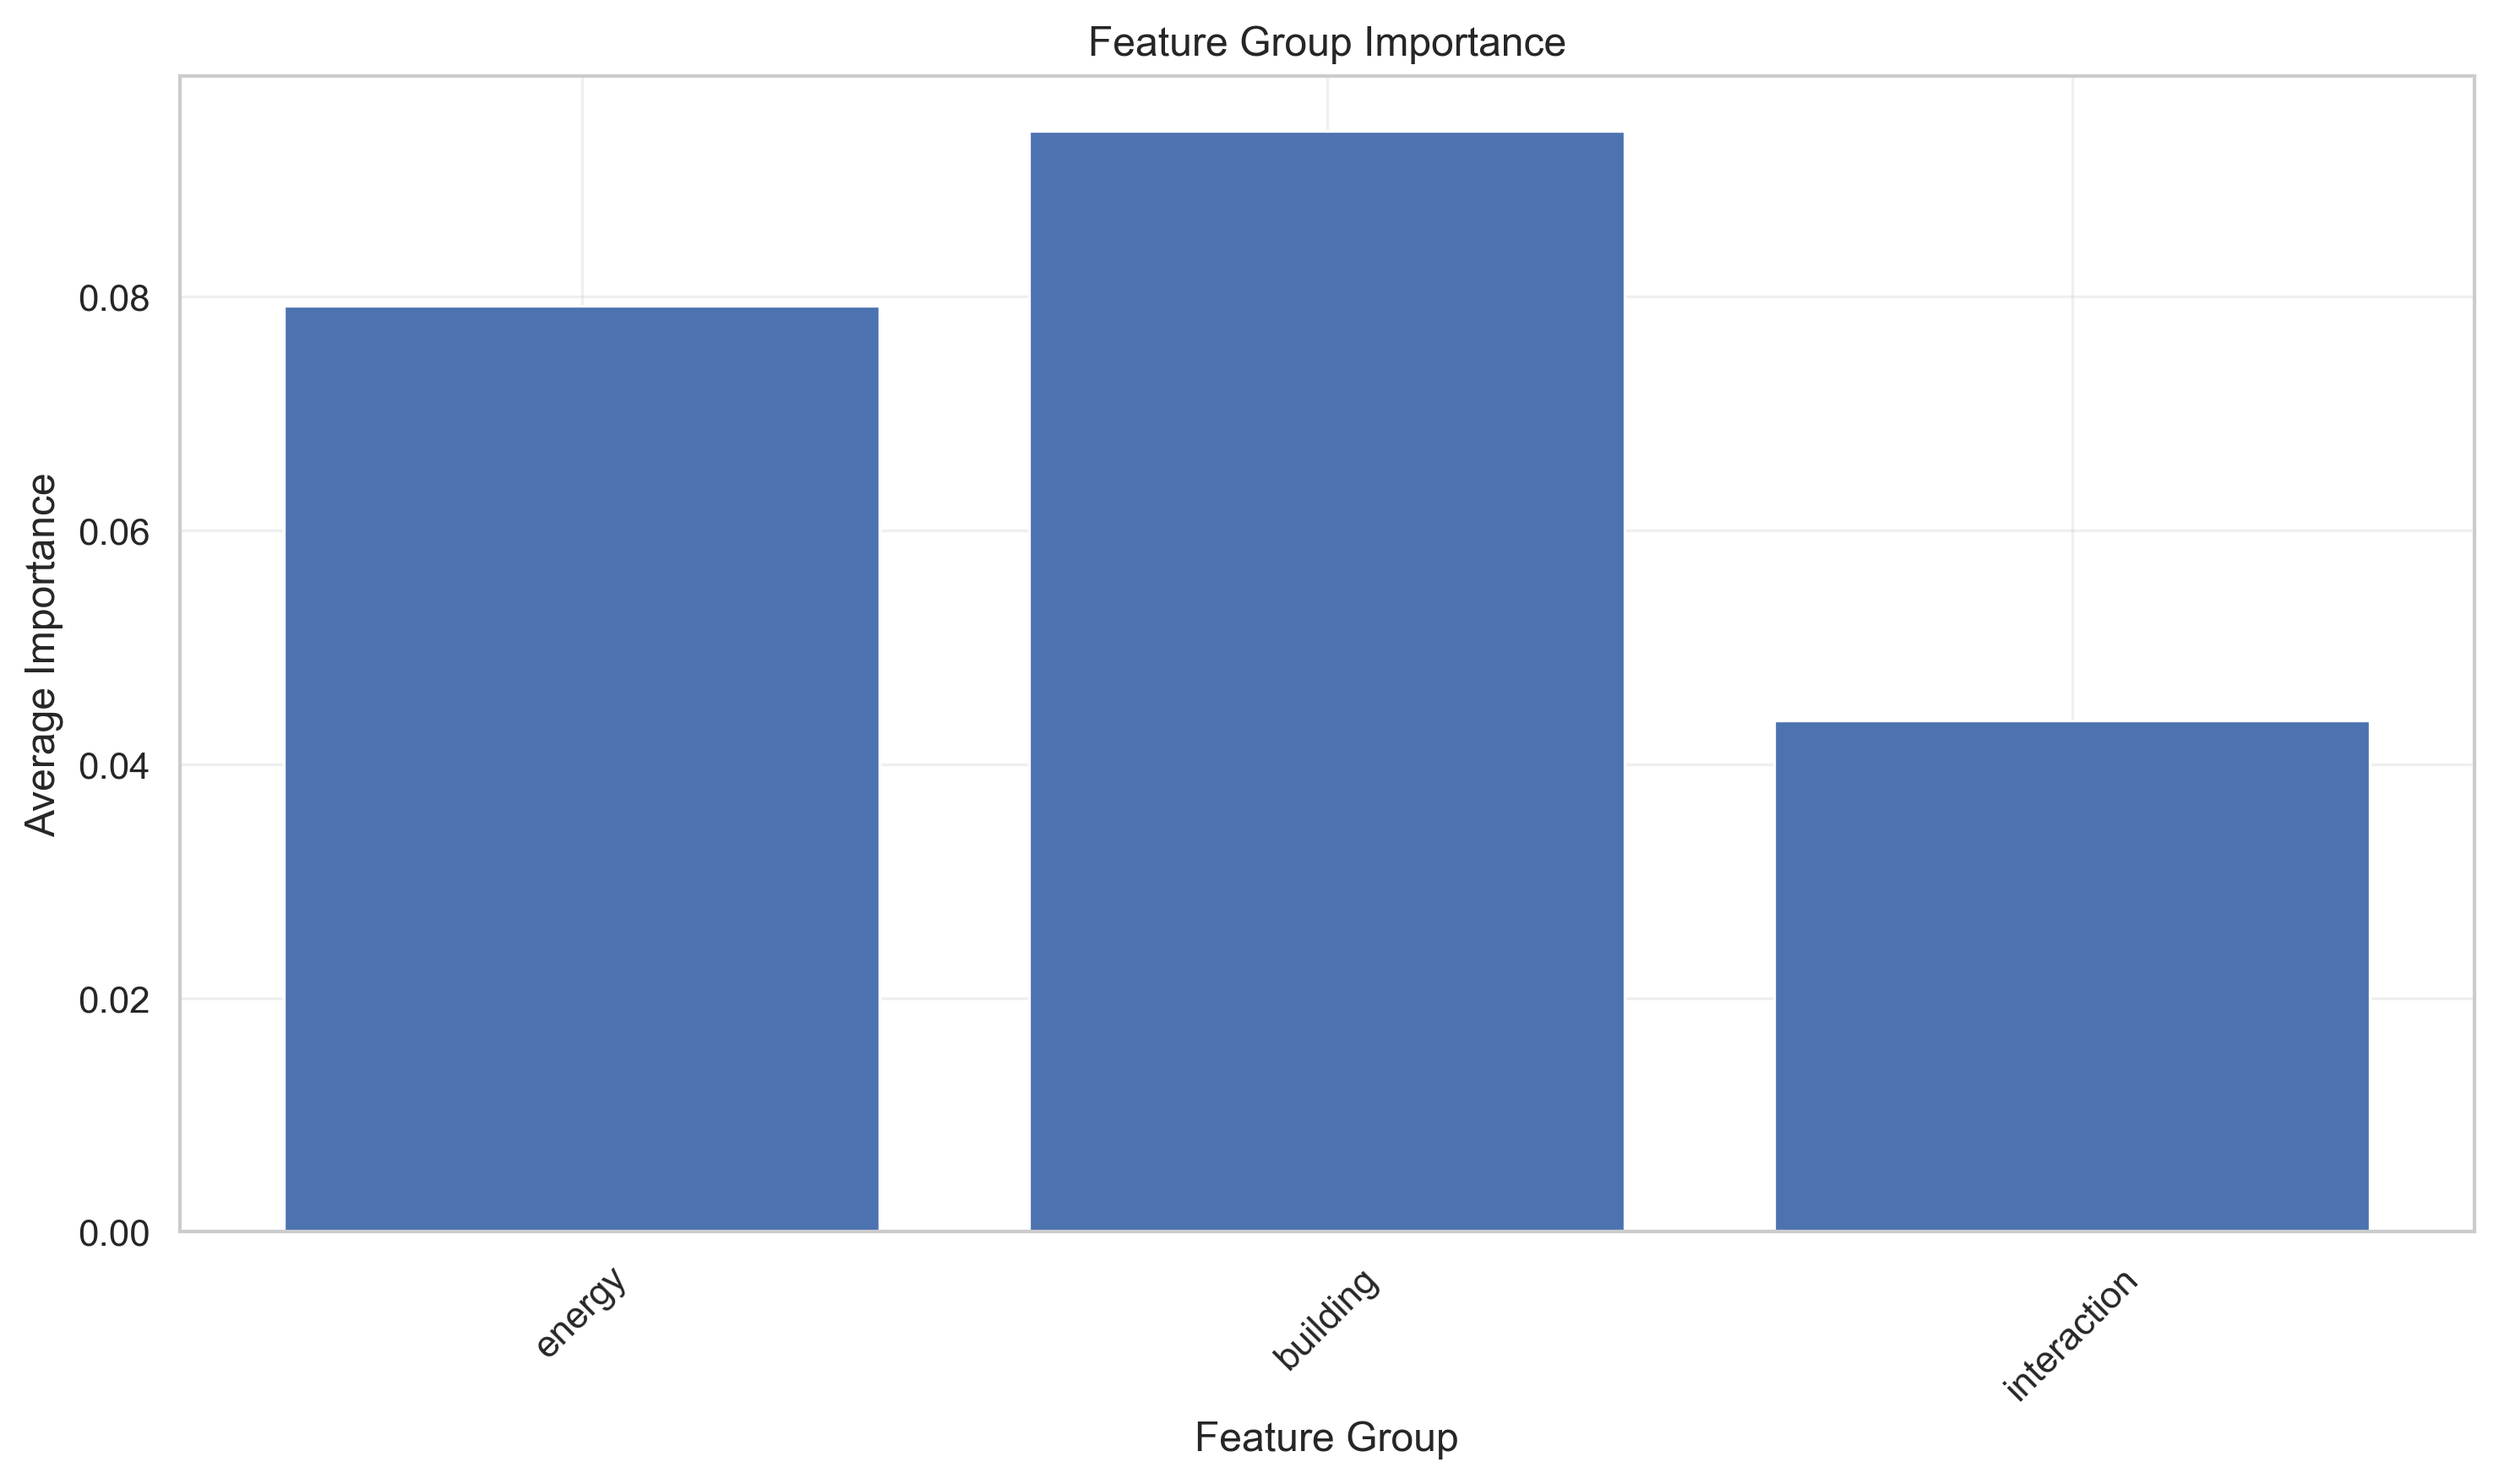 Feature Group Importance
Average Importance
0.08
0.06
0.04
0.02
0.00
energy
building
interaction
Feature Group